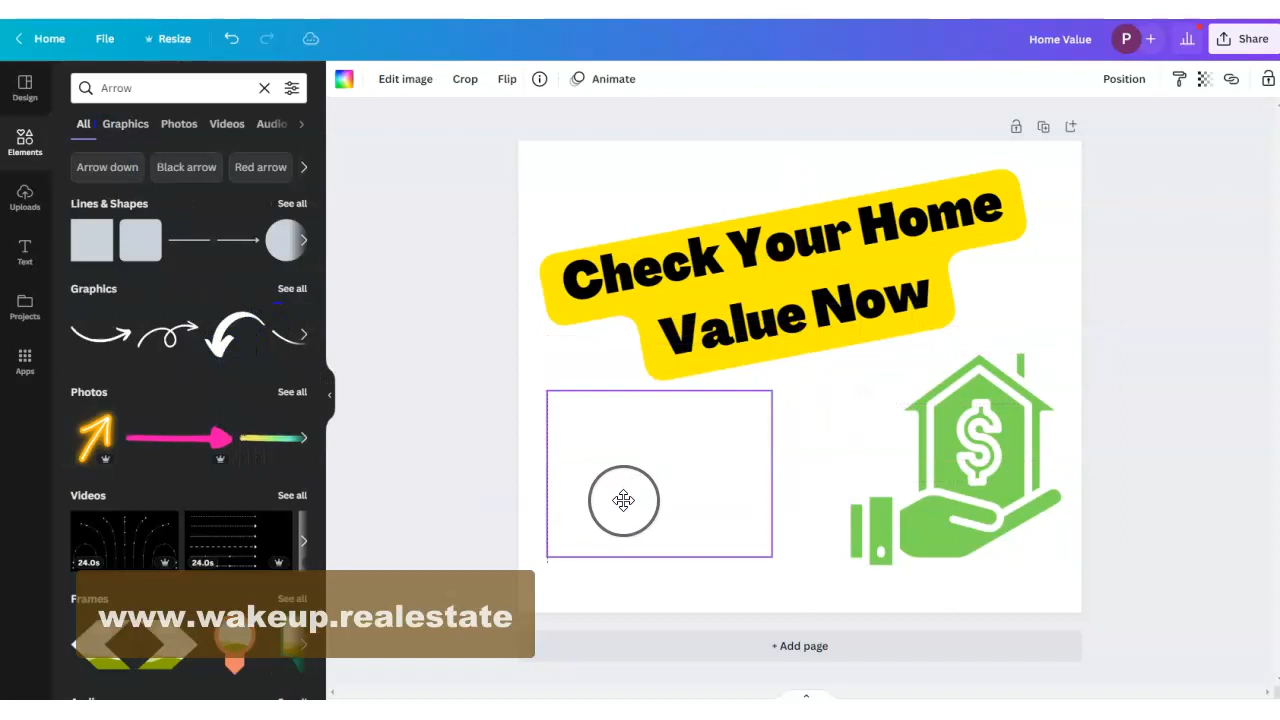 Home File Resize Home Value P + Share
Design
Elements
Uploads
Text
Projects
Apps
Arrow
All Graphics Photos Videos Audio
Arrow down Black arrow Red arrow
Lines & Shapes See all
Graphics See all
Photos See all
Videos See all
24.0s 24.0s
Frames See all
Edit image Crop Flip Animate Position
Check Your Home
Value Now
$
+ Add page
www.wakeup.realestate